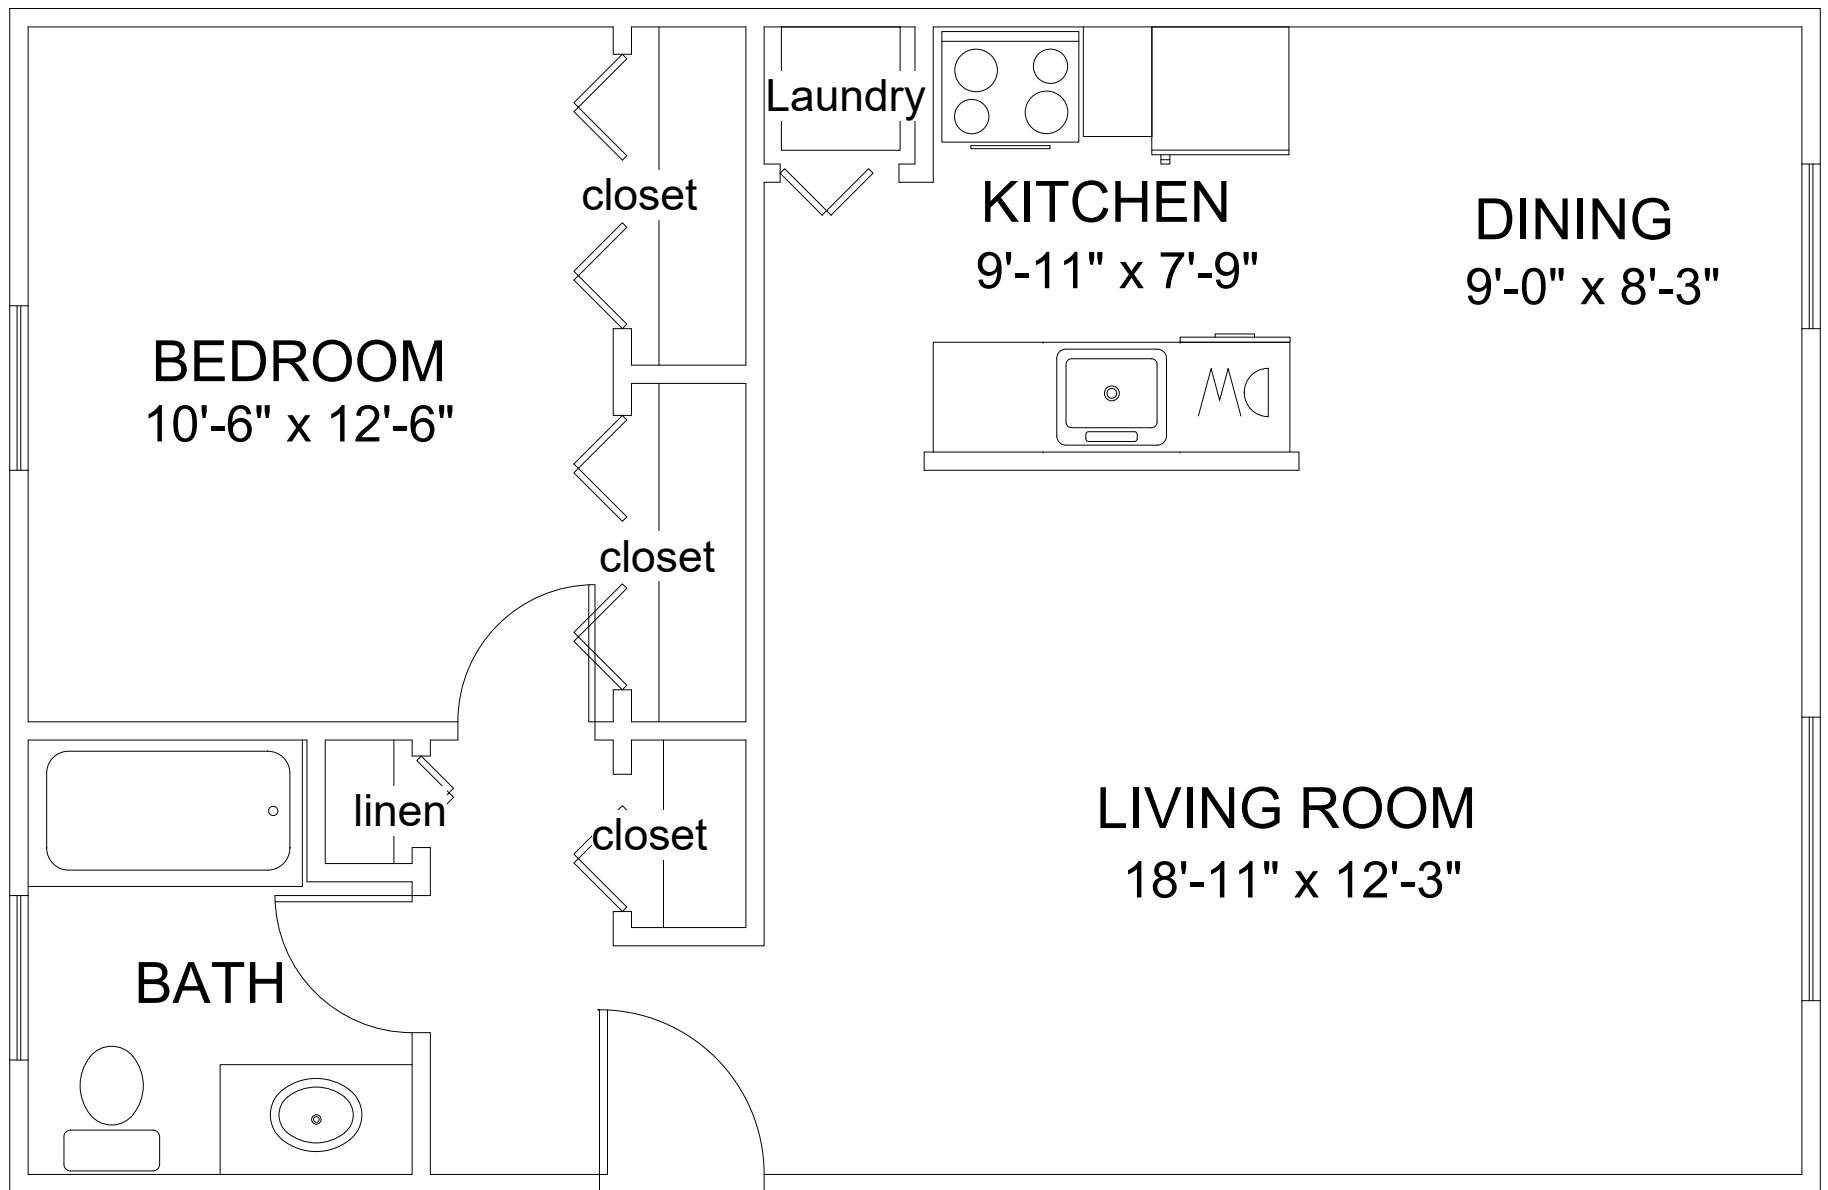 Laundry
closet
KITCHEN
9'-11" x 7'-9"
DINING
9'-0" x 8'-3"
BEDROOM
10'-6" x 12'-6"
DW
closet
linen
closet
LIVING ROOM
18'-11" x 12'-3"
BATH